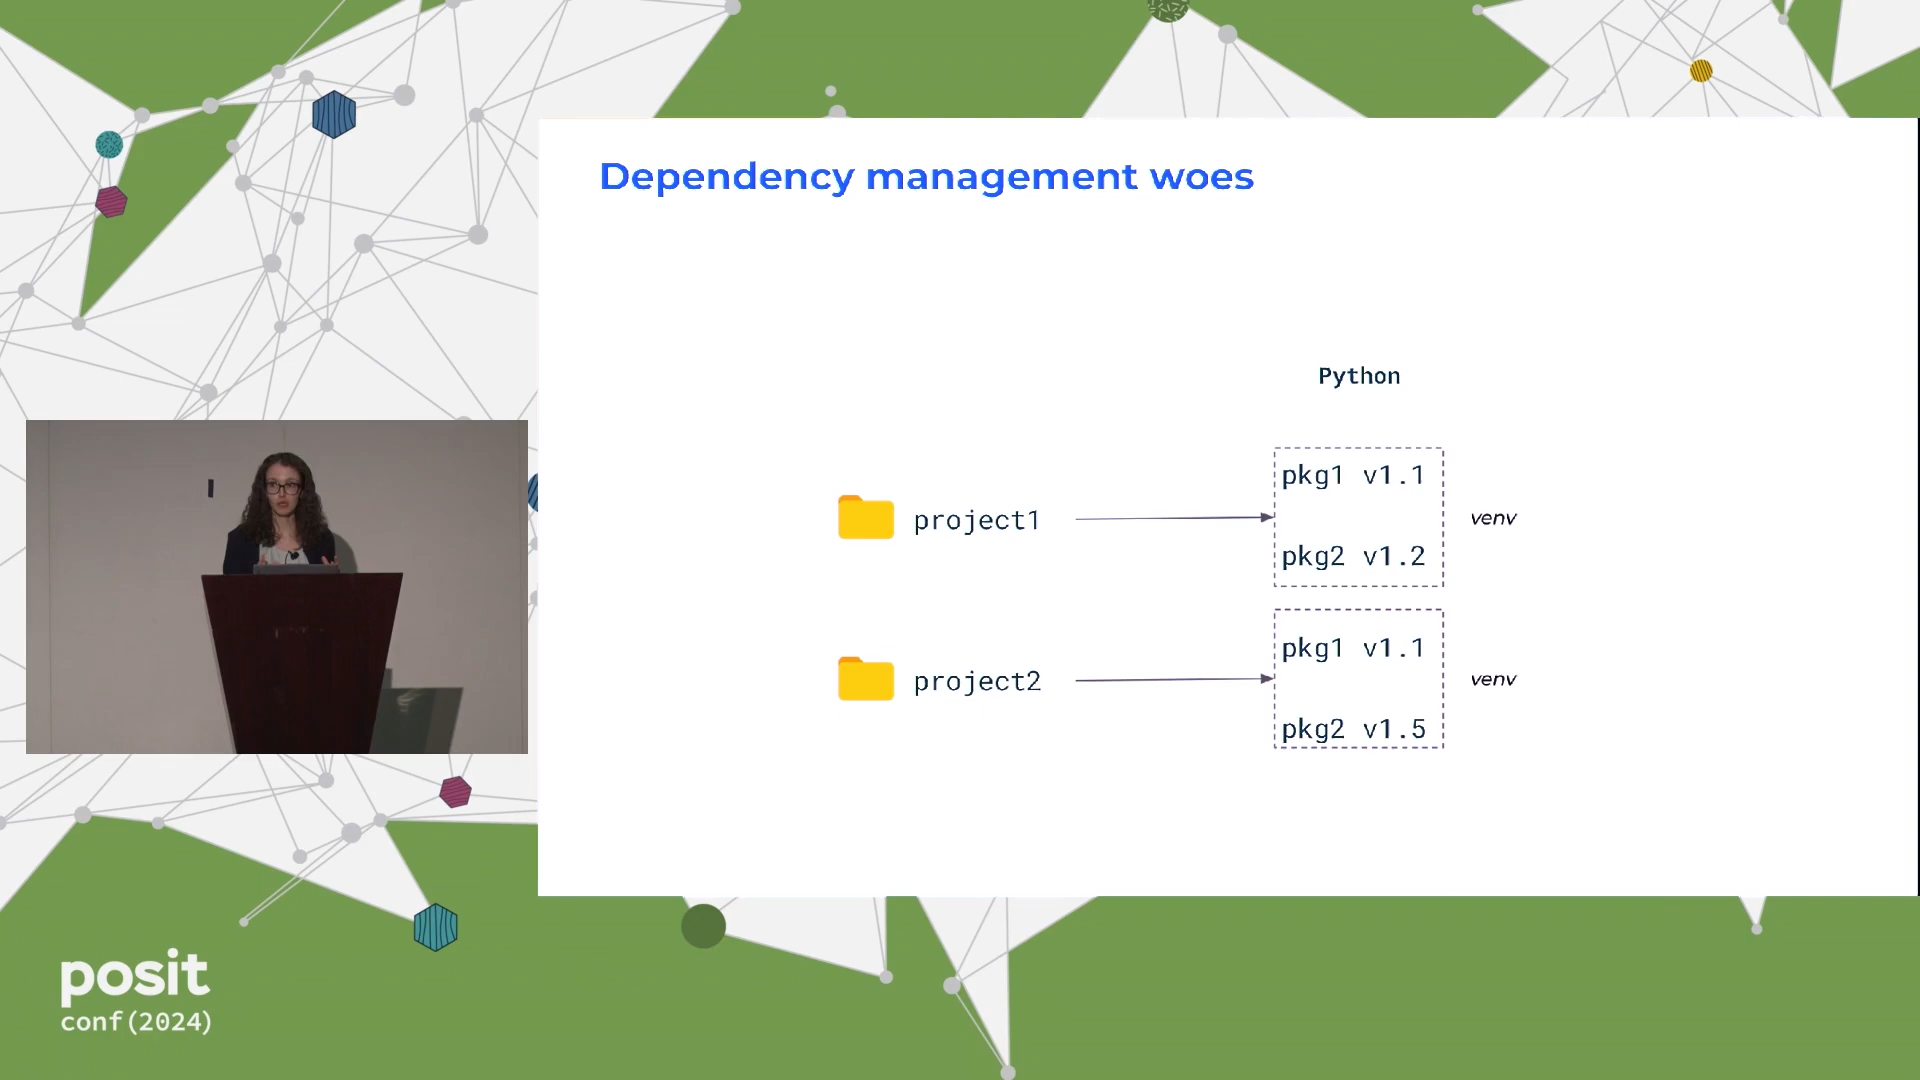 Dependency management woes
Python
project1
pkg1 v1.1
pkg2 v1.2
venv
project2
pkg1 v1.1
pkg2 v1.5
venv
posit
conf(2024)